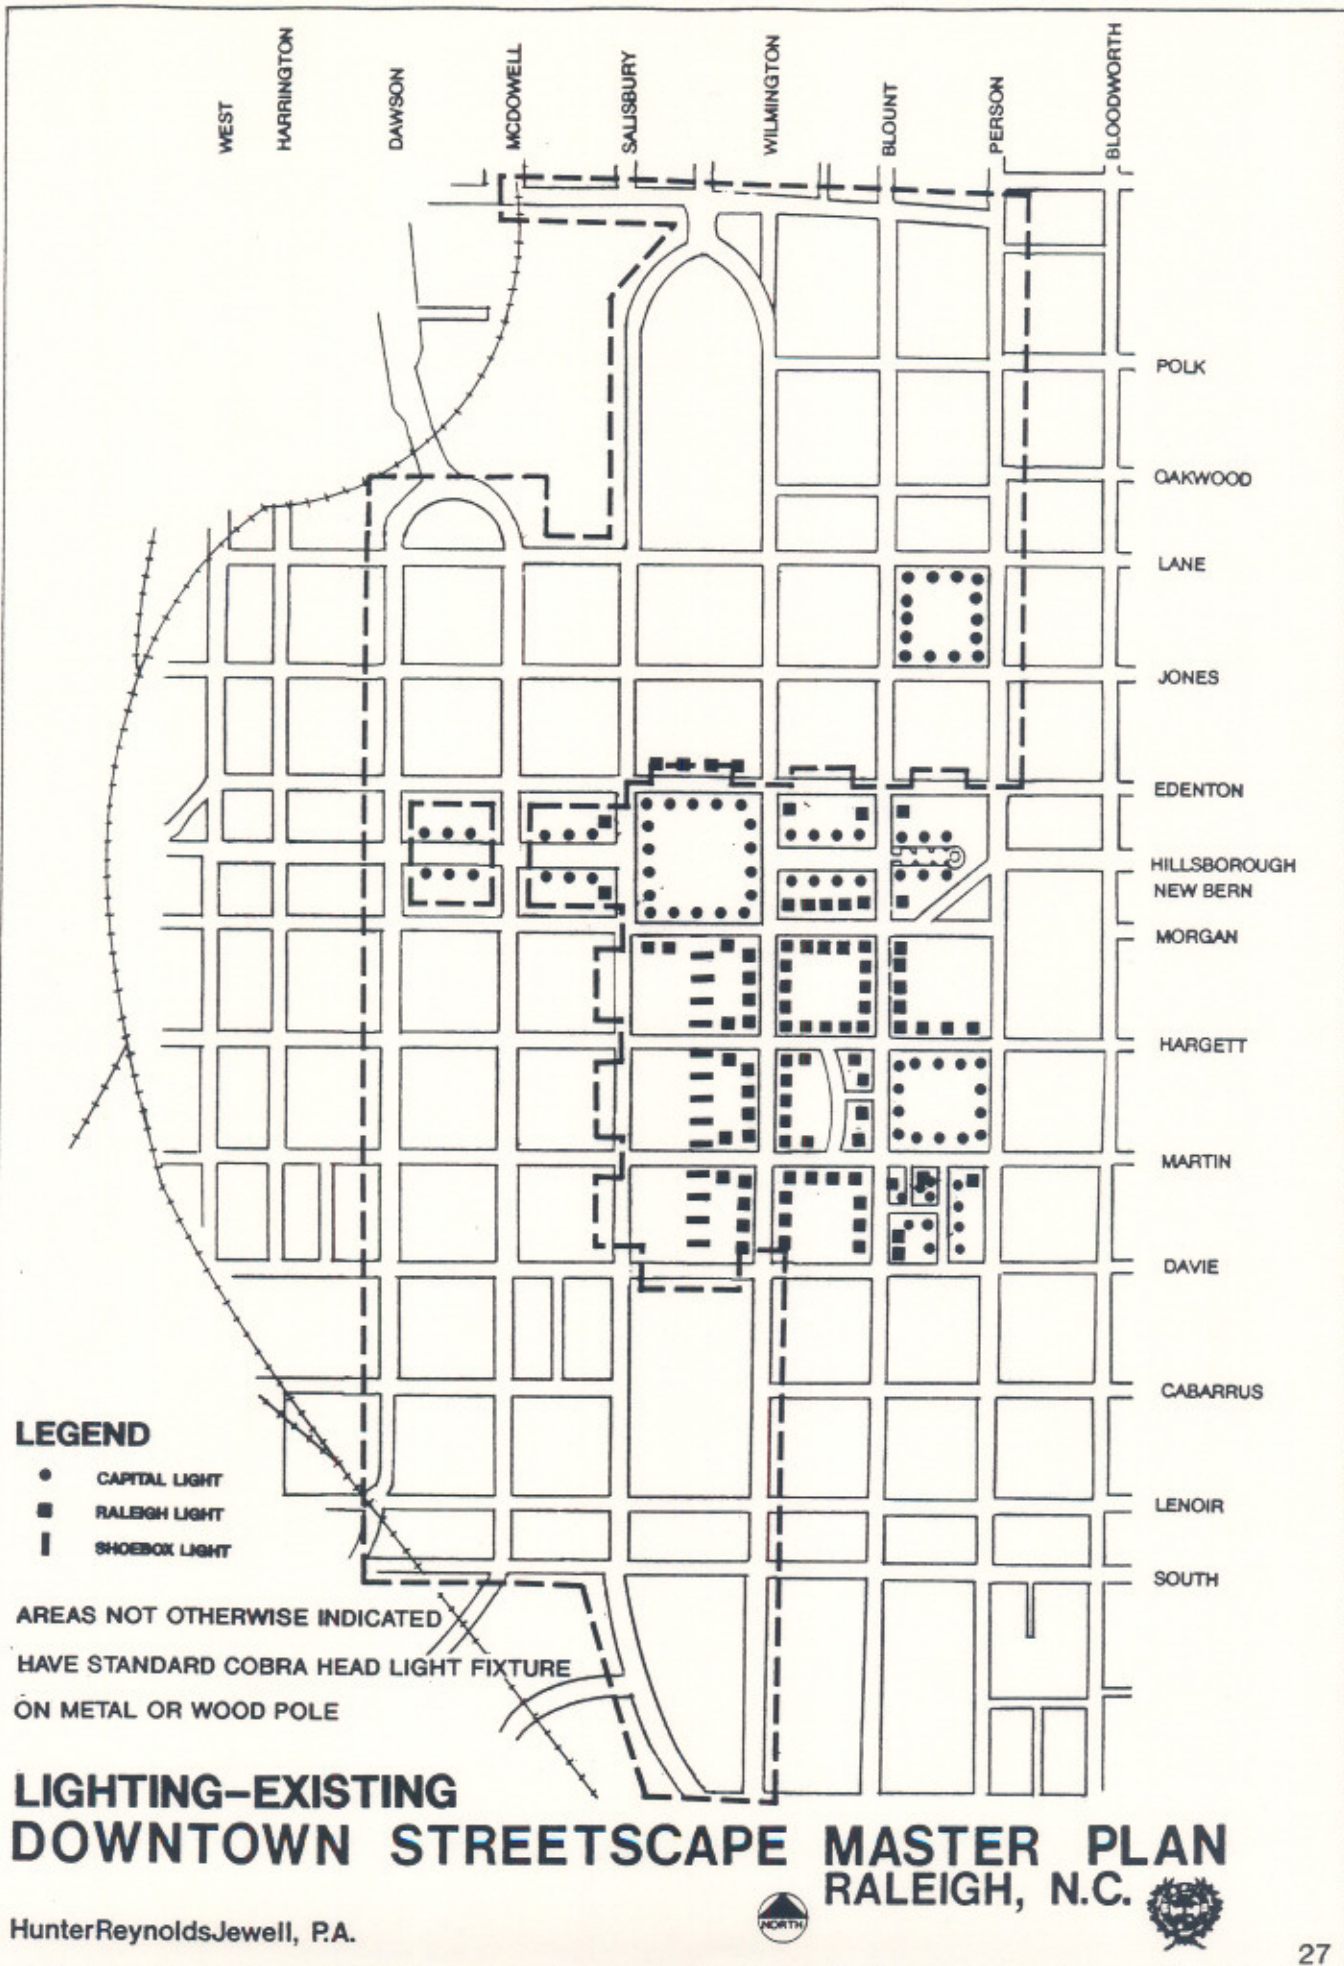 WEST
HARRINGTON
DAWSON
MCDOWELL
SALISBURY
WILMINGTON
BLOUNT
PERSON
BLOODWORTH
POLK
OAKWOOD
LANE
JONES
EDENTON
HILLSBOROUGH
NEW BERN
MORGAN
HARGETT
MARTIN
DAVIE
CABARRUS
LENOIR
SOUTH
LEGEND
CAPITAL LIGHT
RALEIGH LIGHT
SHOEBOX LIGHT
AREAS NOT OTHERWISE INDICATED
HAVE STANDARD COBRA HEAD LIGHT FIXTURE
ON METAL OR WOOD POLE
LIGHTING-EXISTING
DOWNTOWN STREETSCAPE MASTER PLAN
RALEIGH, N.C.
NORTH
HunterReynoldsJewell, P.A.
27